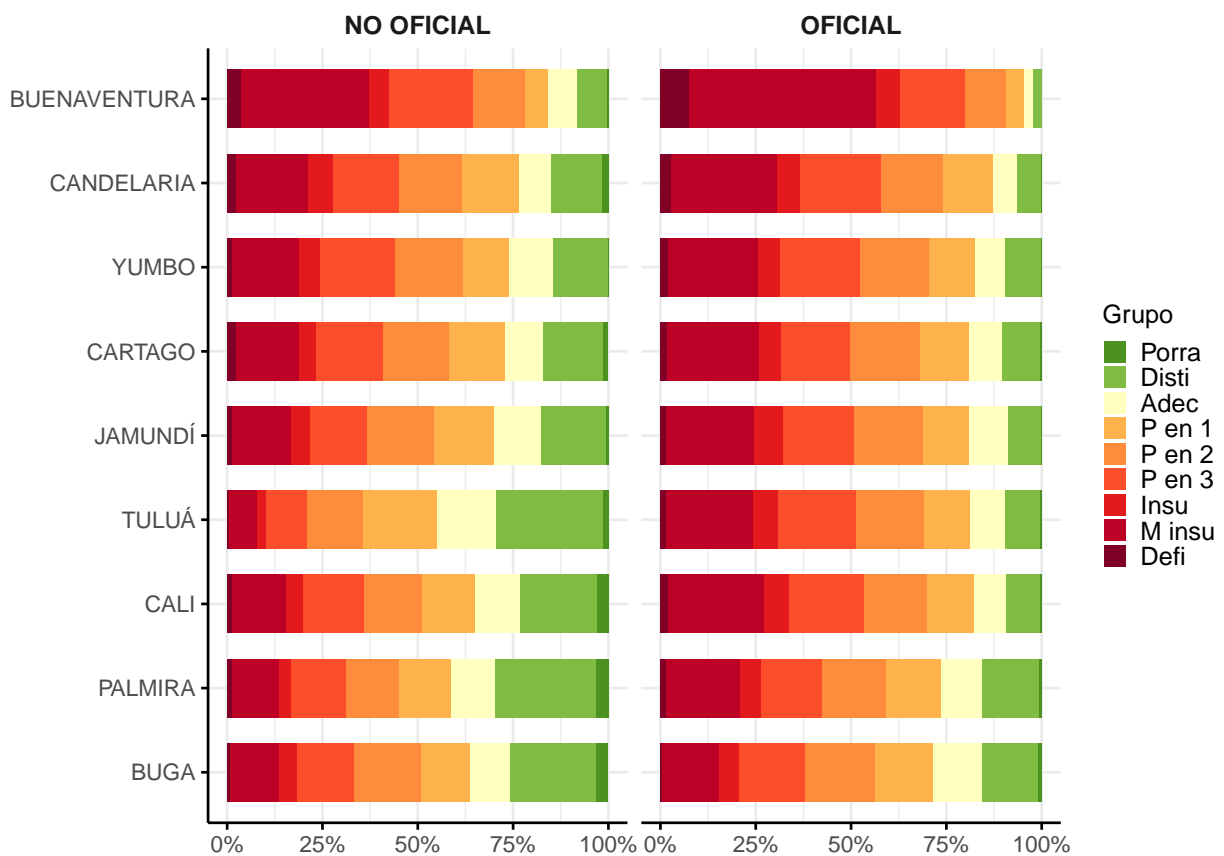 NO OFICIAL
OFICIAL
BUENAVENTURA
CANDELARIA
YUMBO
CARTAGO
JAMUNDÍ
TULUÁ
CALI
PALMIRA
BUGA
0% 25% 50% 75% 100%
0% 25% 50% 75% 100%
Grupo
Porra
Disti
Adec
P en 1
P en 2
P en 3
Insu
M insu
Defi